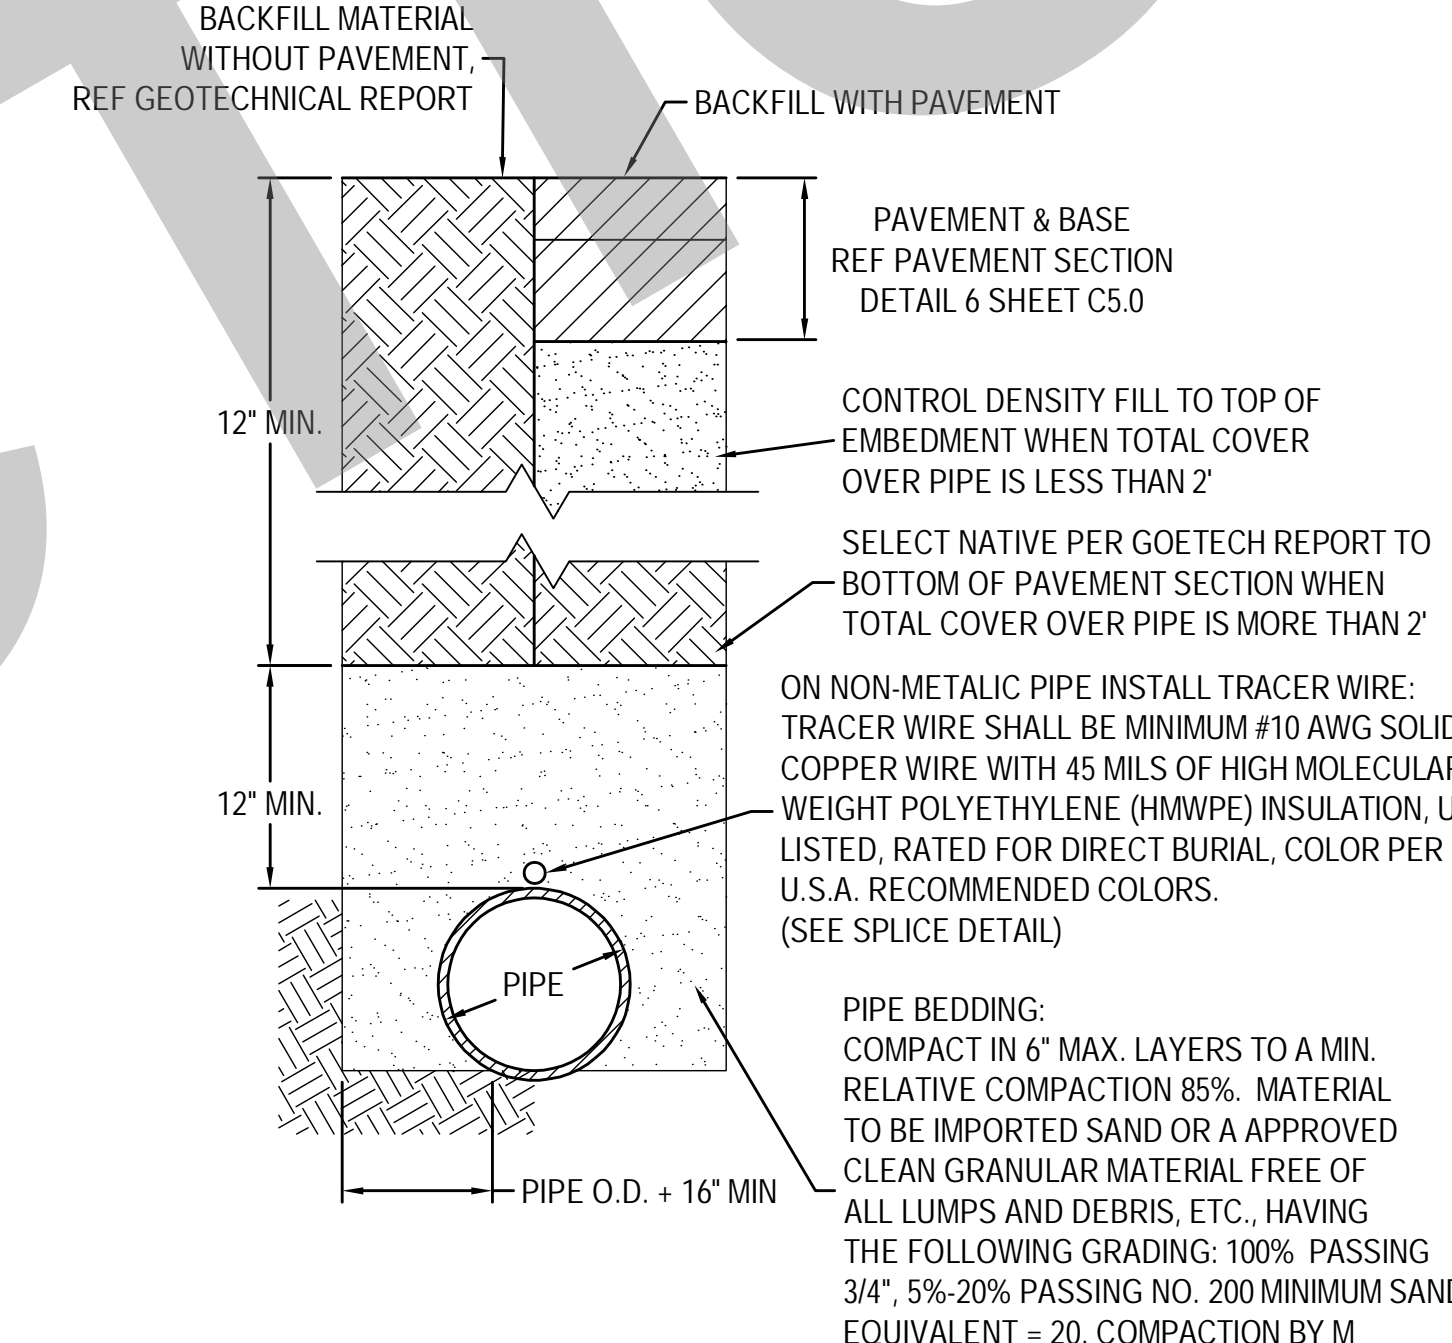 BACKFILL MATERIAL
WITHOUT PAVEMENT,
REF GEOTECHNICAL REPORT
BACKFILL WITH PAVEMENT
PAVEMENT & BASE
REF PAVEMENT SECTION
DETAIL 6 SHEET C5.0
12" MIN.
CONTROL DENSITY FILL TO TOP OF
EMBEDMENT WHEN TOTAL COVER
OVER PIPE IS LESS THAN 2'
SELECT NATIVE PER GOETECH REPORT TO
BOTTOM OF PAVEMENT SECTION WHEN
TOTAL COVER OVER PIPE IS MORE THAN 2'
12" MIN.
ON NON-METALIC PIPE INSTALL TRACER WIRE:
TRACER WIRE SHALL BE MINIMUM #10 AWG SOLID
COPPER WIRE WITH 45 MILS OF HIGH MOLECULAR
WEIGHT POLYETHYLENE (HMWPE) INSULATION,
LISTED, RATED FOR DIRECT BURIAL, COLOR PER
U.S.A. RECOMMENDED COLORS.
(SEE SPLICE DETAIL)
PIPE
PIPE O.D. + 16" MIN
PIPE BEDDING:
COMPACT IN 6" MAX. LAYERS TO A MIN.
RELATIVE COMPACTION 85%. MATERIAL
TO BE IMPORTED SAND OR A APPROVED
CLEAN GRANULAR MATERIAL FREE OF
ALL LUMPS AND DEBRIS, ETC., HAVING
THE FOLLOWING GRADING: 100% PASSING
3/4", 5%-20% PASSING NO. 200 MINIMUM SAND
EQUIVALENT = 20. COMPACTION BY